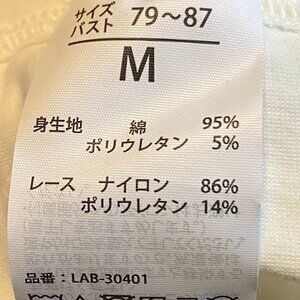 サイズ
バスト 79～87
M
身生地 綿 95%
ポリウレタン 5%
レース ナイロン 86%
ポリウレタン 14%
品番：LAB-30401